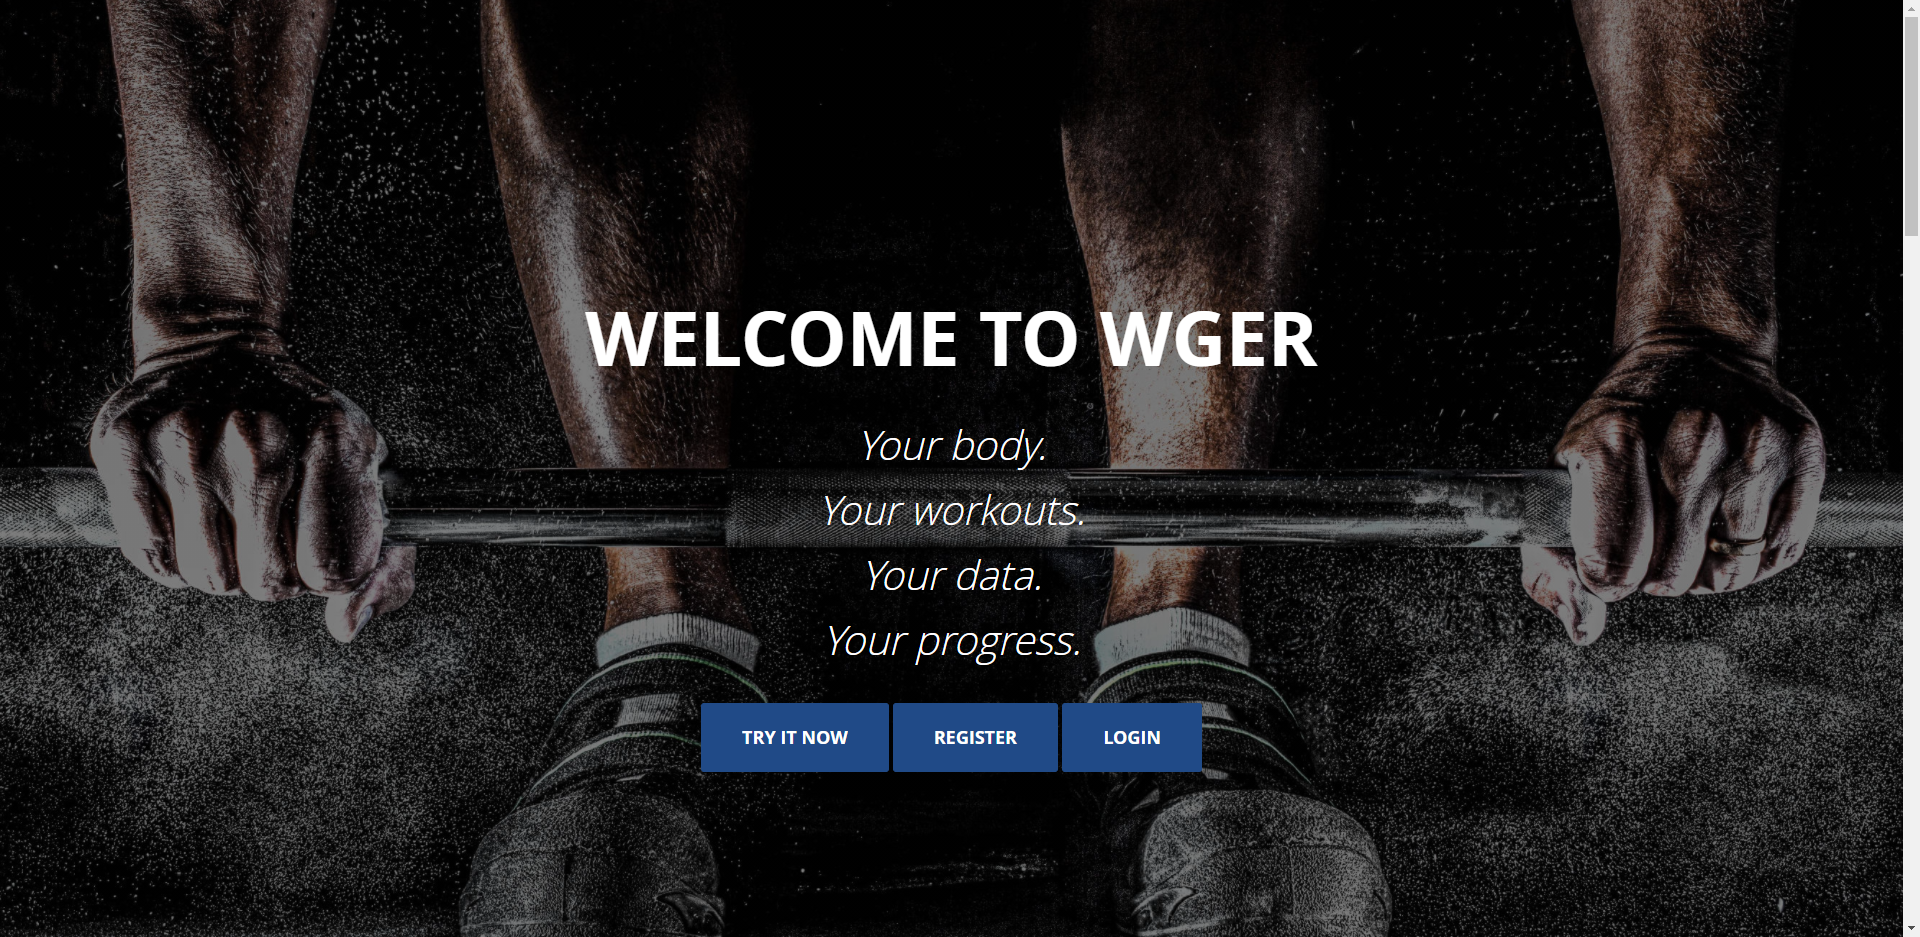 WELCOME TO WGER
Your body.
Your workouts.
Your data.
Your progress.
TRY IT NOW
REGISTER
LOGIN